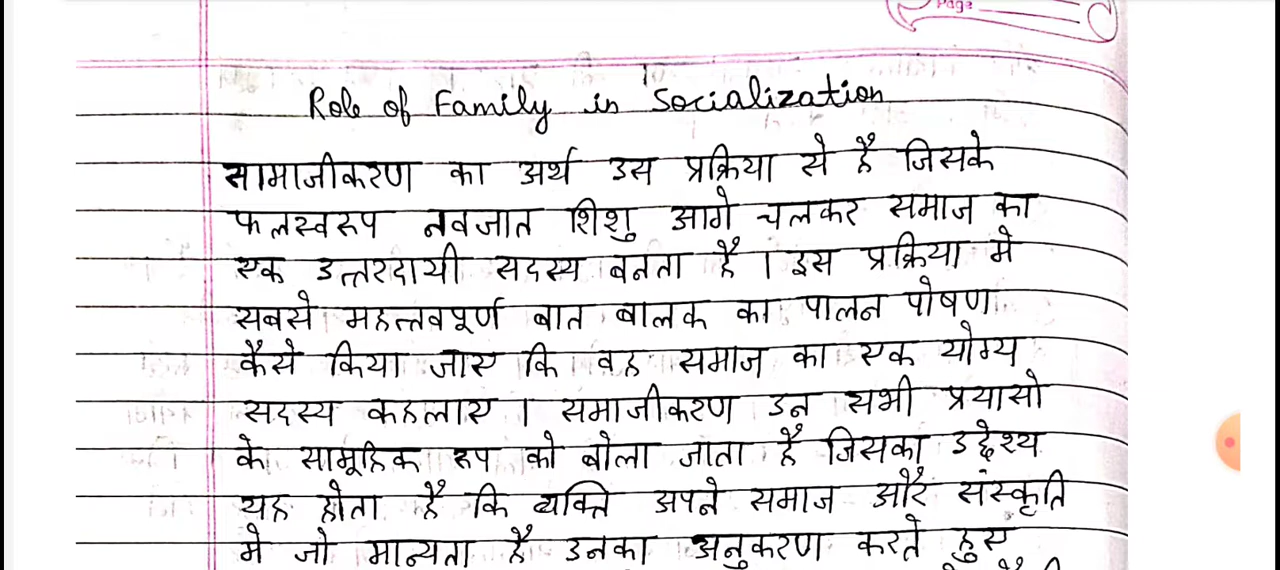 Page
Role of Family in Socialization
सामाजीकरण का अर्थ उस प्रक्रिया से है जिसके
फलस्वरुप नवजात शिशु आगे चलकर समाज का
एक उत्तरदायी सदस्य बनता है । इस प्रक्रिया मे
सबसे महत्तवपूर्ण बात बालक का पालन पोषण
कैसे किया जाए कि वह समाज का एक योग्य
सदस्य कहलाए । समाजीकरण उन सभी प्रयासो
के सामूहिक रुप को बोला जाता है जिसका उद्देश्य
यह होता है कि व्यक्ति अपने समाज और संस्कृति
मे जो मान्यता है उनका अनुकरण करते हुए